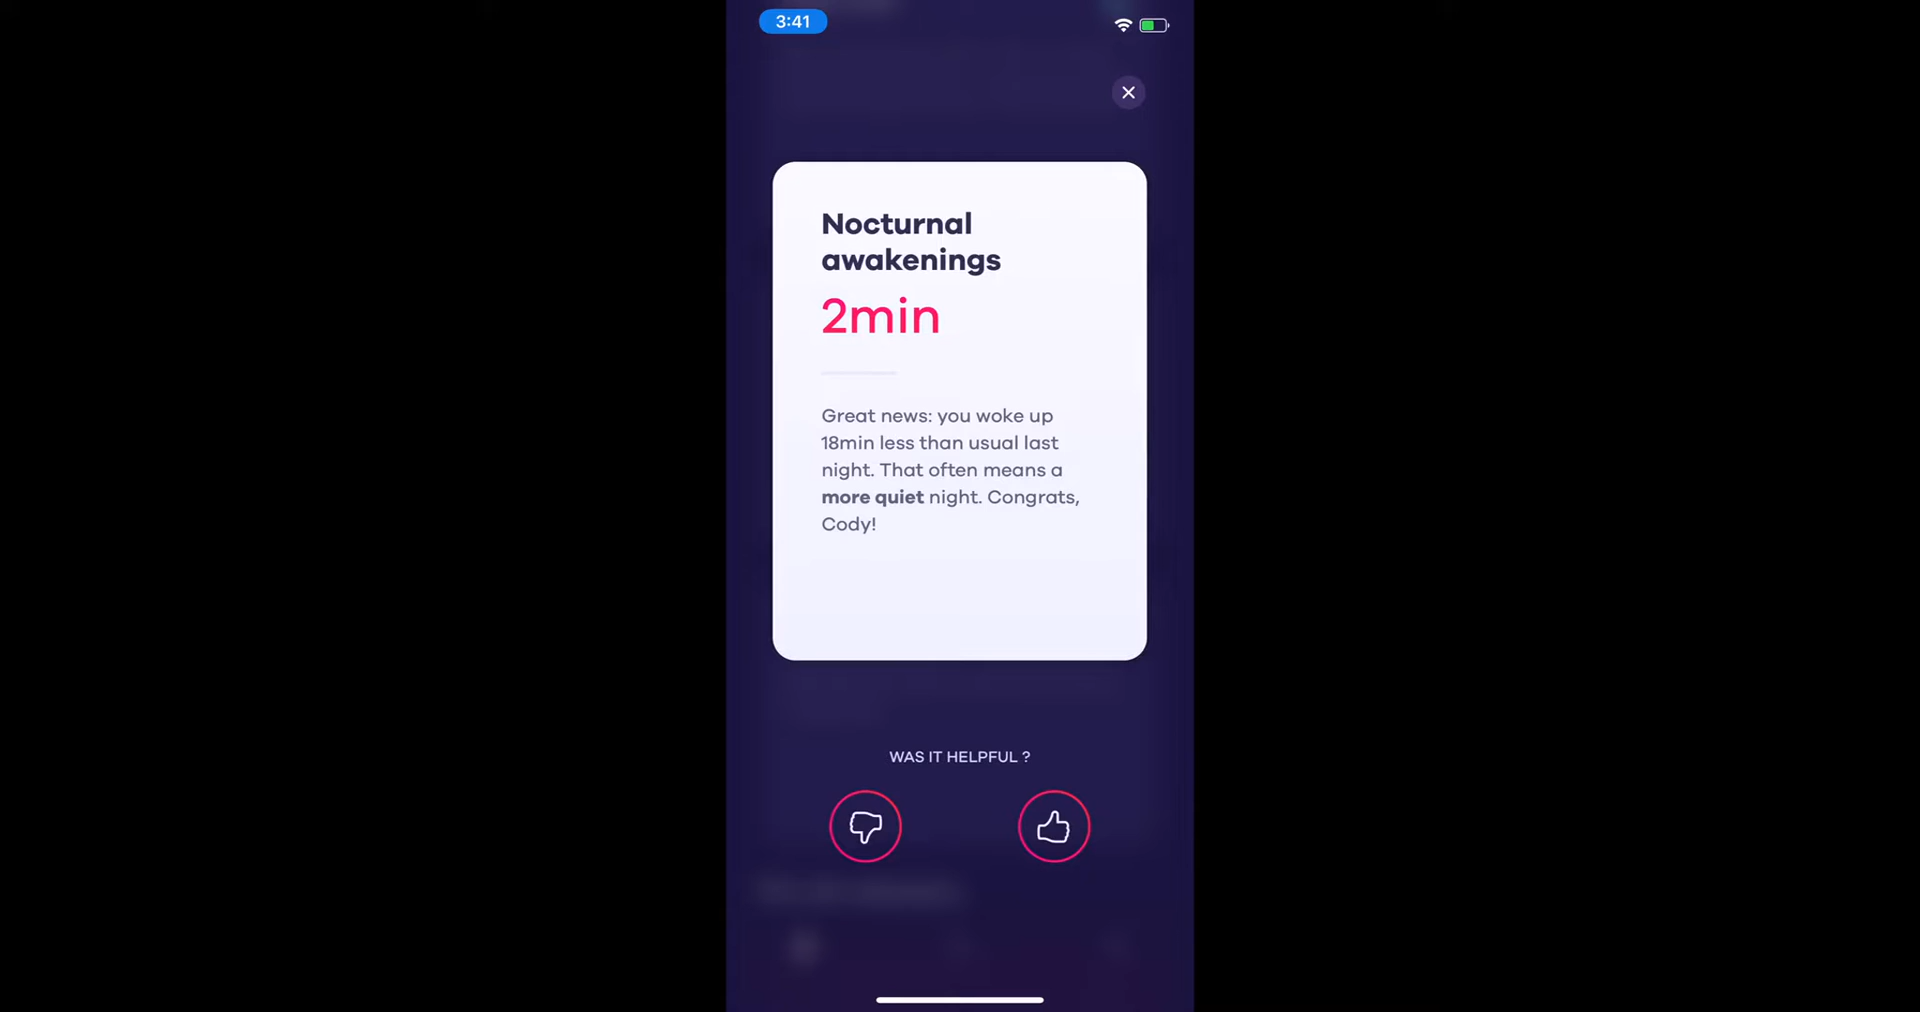 3:41
Nocturnal
awakenings
2min
Great news: you woke up
18min less than usual last
night. That often means a
more quiet night. Congrats,
Cody!
WAS IT HELPFUL ?